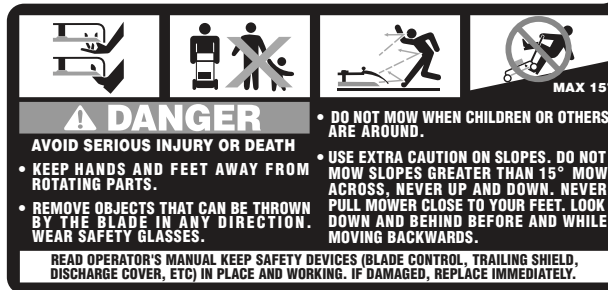 MAX 15°
DANGER
AVOID SERIOUS INJURY OR DEATH
• KEEP HANDS AND FEET AWAY FROM
ROTATING PARTS.
• REMOVE OBJECTS THAT CAN BE THROWN
BY THE BLADE IN ANY DIRECTION.
WEAR SAFETY GLASSES.
• DO NOT MOW WHEN CHILDREN OR OTHERS
ARE AROUND.
• USE EXTRA CAUTION ON SLOPES. DO NOT
MOW SLOPES GREATER THAN 15° MOW
ACROSS, NEVER UP AND DOWN. NEVER
PULL MOWER CLOSE TO YOUR FEET. LOOK
DOWN AND BEHIND BEFORE AND WHILE
MOVING BACKWARDS.
READ OPERATOR'S MANUAL KEEP SAFETY DEVICES (BLADE CONTROL, TRAILING SHIELD,
DISCHARGE COVER, ETC) IN PLACE AND WORKING. IF DAMAGED, REPLACE IMMEDIATELY.